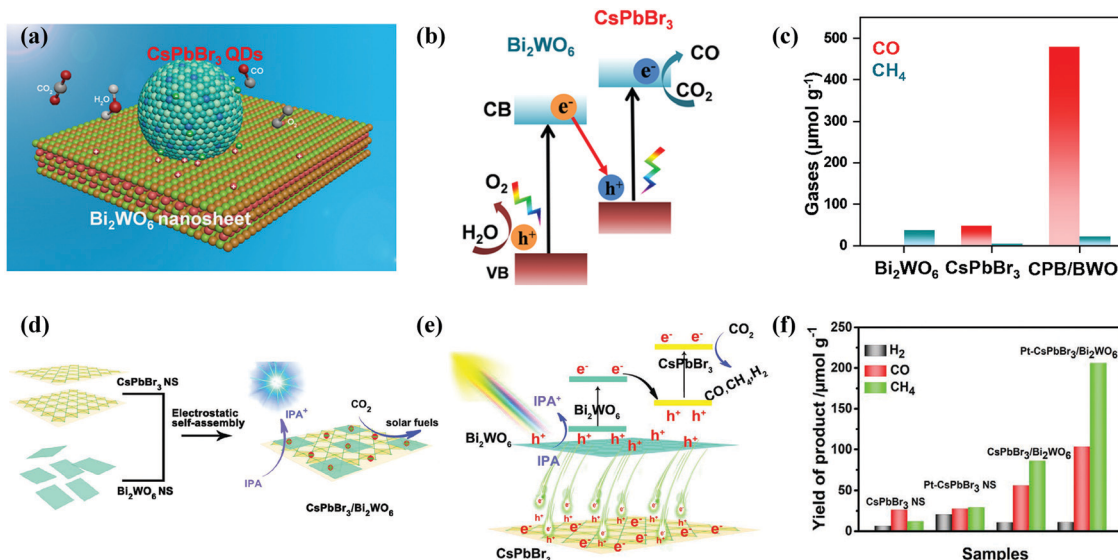 (a)
CsPbBr₃ QDs
CO₂
H₂O
CO
Bi₂WO₆ nanosheet
(b)
CsPbBr₃
Bi₂WO₆
e⁻
CO
CO₂
CB
e⁻
O₂
h⁺
H₂O
h⁺
VB
(c)
CO
CH₄
Gases (μmol g⁻¹)
500
400
300
200
100
0
Bi₂WO₆ CsPbBr₃ CPB/BWO
(d)
CsPbBr₃ NS
Electrostatic
self-assembly
Bi₂WO₆ NS
IPA⁺
IPA
CO₂
solar fuels
CsPbBr₃/Bi₂WO₆
(e)
e⁻ e⁻
CO₂
CsPbBr₃
e⁻ e⁻
CO,CH₄,H₂
IPA⁺
Bi₂WO₆
h⁺ h⁺
Bi₂WO₆
h⁺ h⁺ h⁺ h⁺ h⁺
IPA
h⁺
e⁻ e⁻ e⁻ e⁻ e⁻
h⁺ h⁺ h⁺ h⁺
e⁻ e⁻ e⁻ e⁻
CsPbBr₃
(f)
Yield of product /μmol g⁻¹
250
200
150
100
50
0
H₂
CO
CH₄
Pt-CsPbBr₃/Bi₂WO₆
CsPbBr₃/Bi₂WO₆
Pt-CsPbBr₃ NS
CsPbBr₃ NS
Samples